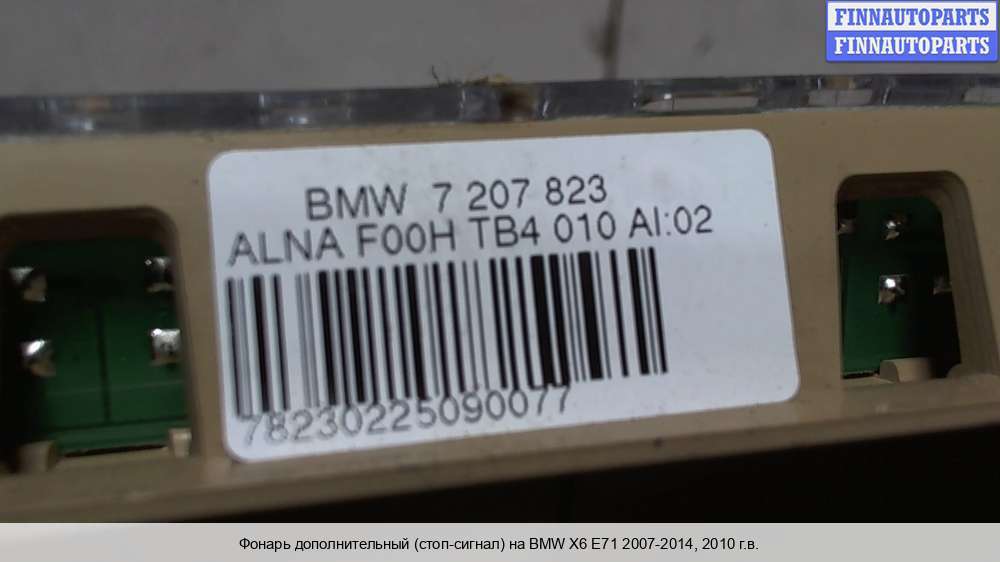 FINNAUTOPARTS
FINNAUTOPARTS
BMW 7 207 823
ALNA F00H TB4 010 AI:02
78230225090077
Фонарь дополнительный (стоп-сигнал) на BMW X6 E71 2007-2014, 2010 г.в.